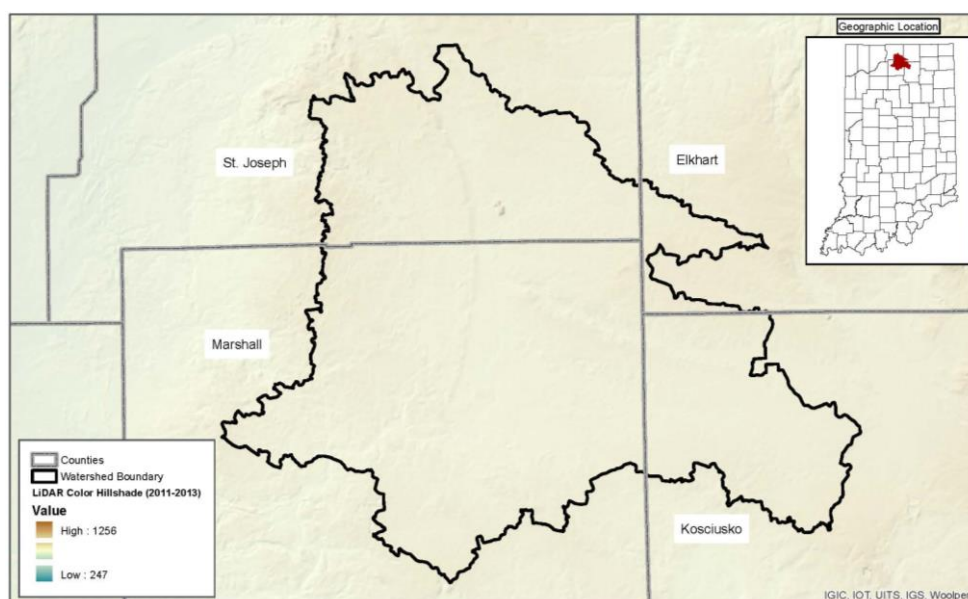 Geographic Location
St. Joseph
Elkhart
Marshall
Kosciusko
Counties
Watershed Boundary
LiDAR Color Hillshade (2011-2013)
Value
High : 1256
Low : 247
IGIC, IOT, UITS, IGS, Woolper